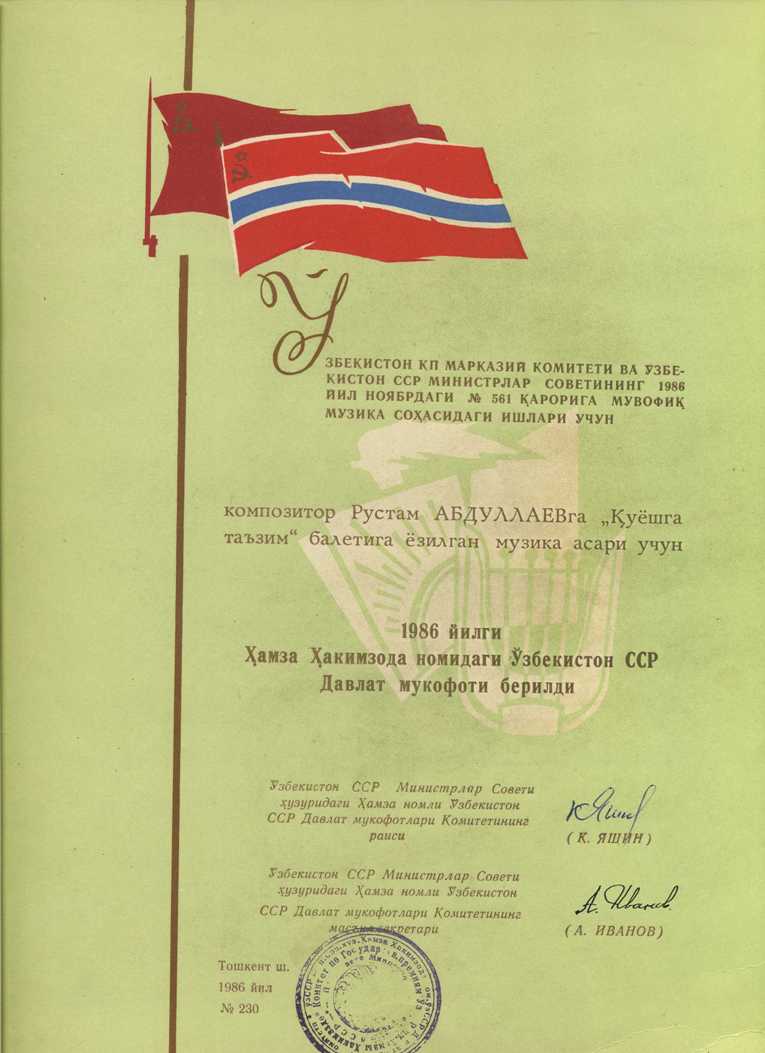 ЎЗБЕКИСТОН КП МАРКАЗИЙ КОМИТЕТИ ВА ЎЗБЕ-
КИСТОН ССР МИНИСТРЛАР СОВЕТИНИНГ 1986
ЙИЛ НОЯБРДАГИ № 561 ҚАРОРИГА МУВОФИҚ
МУЗИКА СОҲАСИДАГИ ИШЛАРИ УЧУН
композитор Рустам АБДУЛЛАЕВга „Қуёшга
таъзим“ балетига ёзилган музика асари учун
1986 йилги
Ҳамза Ҳакимзода номидаги Ўзбекистон ССР
Давлат мукофоти берилди
Ўзбекистон ССР Министрлар Совети
ҳузуридаги Ҳамза номли Ўзбекистон
ССР Давлат мукофотлари Комитетининг
раиси
К Яшин
(К. ЯШИН)
Ўзбекистон ССР Министрлар Совети
ҳузуридаги Ҳамза номли Ўзбекистон
ССР Давлат мукофотлари Комитетининг
масъул секретари
А. Иванов.
(А. ИВАНОВ)
Тошкент ш.
1986 йил
№ 230